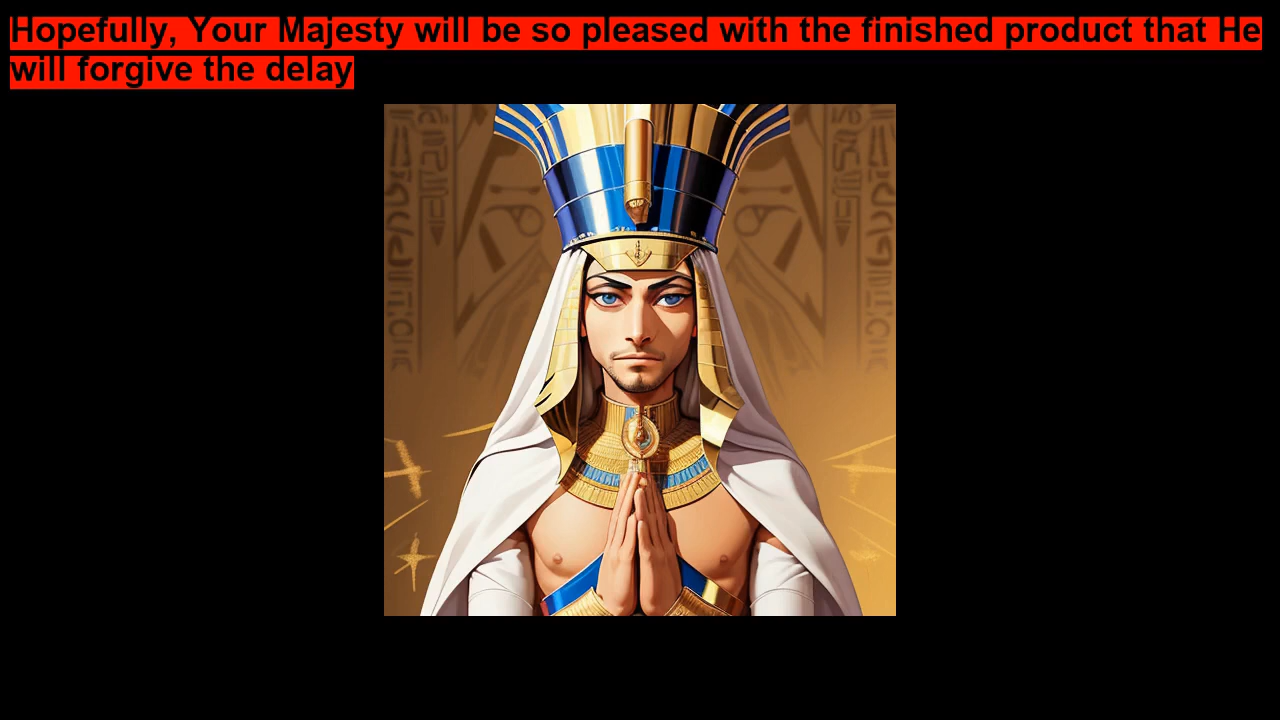 Hopefully, Your Majesty will be so pleased with the finished product that He
will forgive the delay